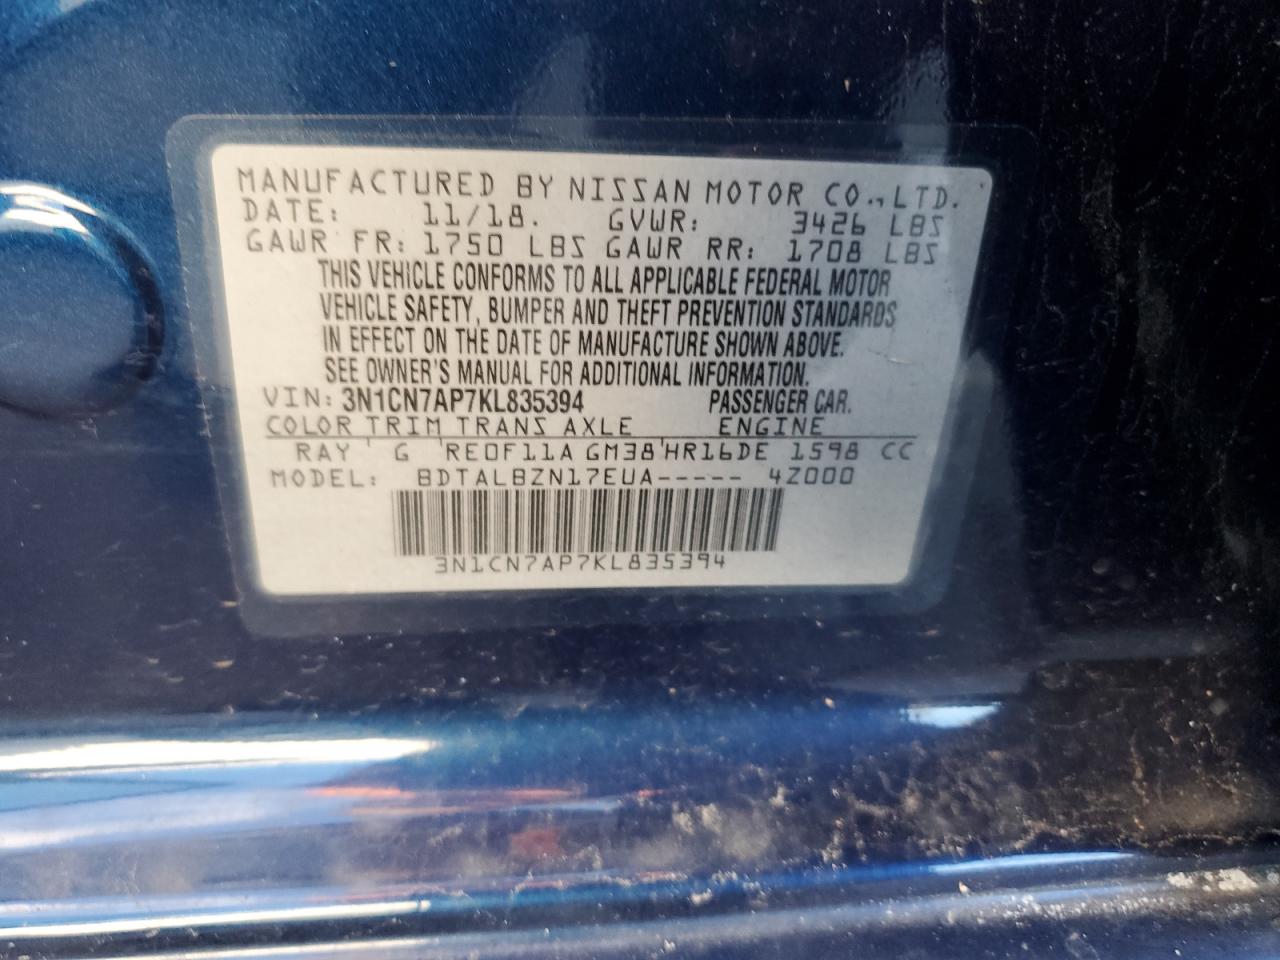 MANUFACTURED BY NISSAN MOTOR CO., LTD.
DATE: 11/18. GVWR: 3426 LBS
GAWR FR: 1750 LBS GAWR RR: 1708 LBS
THIS VEHICLE CONFORMS TO ALL APPLICABLE FEDERAL MOTOR
VEHICLE SAFETY, BUMPER AND THEFT PREVENTION STANDARDS
IN EFFECT ON THE DATE OF MANUFACTURE SHOWN ABOVE.
SEE OWNER'S MANUAL FOR ADDITIONAL INFORMATION.
VIN: 3N1CN7AP7KL835394 PASSENGER CAR.
COLOR TRIM TRANS AXLE ENGINE
RAY ' G 'RE0F11A GM38'HR16DE 1598 CC
MODEL: BDTALBZN17EUA----- 4Z000
3N1CN7AP7KL835394